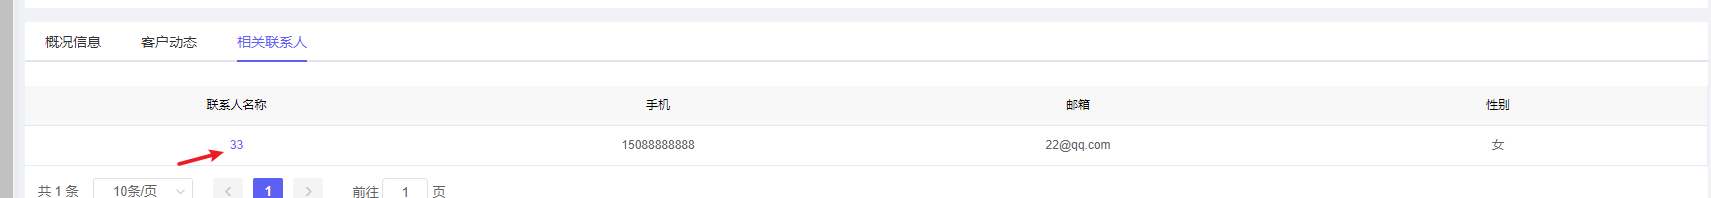 概况信息 客户动态 相关联系人
联系人名称 手机 邮箱 性别
33 15088888888 22@qq.com 女
共 1 条 10条/页 1 前往 1 页